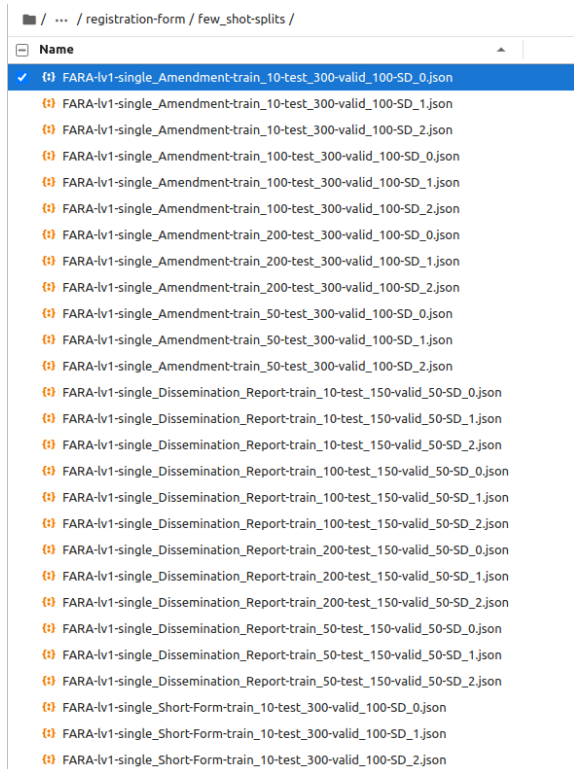 / ... / registration-form / few_shot-splits /
Name
FARA-lv1-single_Amendment-train_10-test_300-valid_100-SD_0.json
FARA-lv1-single_Amendment-train_10-test_300-valid_100-SD_1.json
FARA-lv1-single_Amendment-train_10-test_300-valid_100-SD_2.json
FARA-lv1-single_Amendment-train_100-test_300-valid_100-SD_0.json
FARA-lv1-single_Amendment-train_100-test_300-valid_100-SD_1.json
FARA-lv1-single_Amendment-train_100-test_300-valid_100-SD_2.json
FARA-lv1-single_Amendment-train_200-test_300-valid_100-SD_0.json
FARA-lv1-single_Amendment-train_200-test_300-valid_100-SD_1.json
FARA-lv1-single_Amendment-train_200-test_300-valid_100-SD_2.json
FARA-lv1-single_Amendment-train_50-test_300-valid_100-SD_0.json
FARA-lv1-single_Amendment-train_50-test_300-valid_100-SD_1.json
FARA-lv1-single_Amendment-train_50-test_300-valid_100-SD_2.json
FARA-lv1-single_Dissemination_Report-train_10-test_150-valid_50-SD_0.json
FARA-lv1-single_Dissemination_Report-train_10-test_150-valid_50-SD_1.json
FARA-lv1-single_Dissemination_Report-train_10-test_150-valid_50-SD_2.json
FARA-lv1-single_Dissemination_Report-train_100-test_150-valid_50-SD_0.json
FARA-lv1-single_Dissemination_Report-train_100-test_150-valid_50-SD_1.json
FARA-lv1-single_Dissemination_Report-train_100-test_150-valid_50-SD_2.json
FARA-lv1-single_Dissemination_Report-train_200-test_150-valid_50-SD_0.json
FARA-lv1-single_Dissemination_Report-train_200-test_150-valid_50-SD_1.json
FARA-lv1-single_Dissemination_Report-train_200-test_150-valid_50-SD_2.json
FARA-lv1-single_Dissemination_Report-train_50-test_150-valid_50-SD_0.json
FARA-lv1-single_Dissemination_Report-train_50-test_150-valid_50-SD_1.json
FARA-lv1-single_Dissemination_Report-train_50-test_150-valid_50-SD_2.json
FARA-lv1-single_Short-Form-train_10-test_300-valid_100-SD_0.json
FARA-lv1-single_Short-Form-train_10-test_300-valid_100-SD_1.json
FARA-lv1-single_Short-Form-train_10-test_300-valid_100-SD_2.json